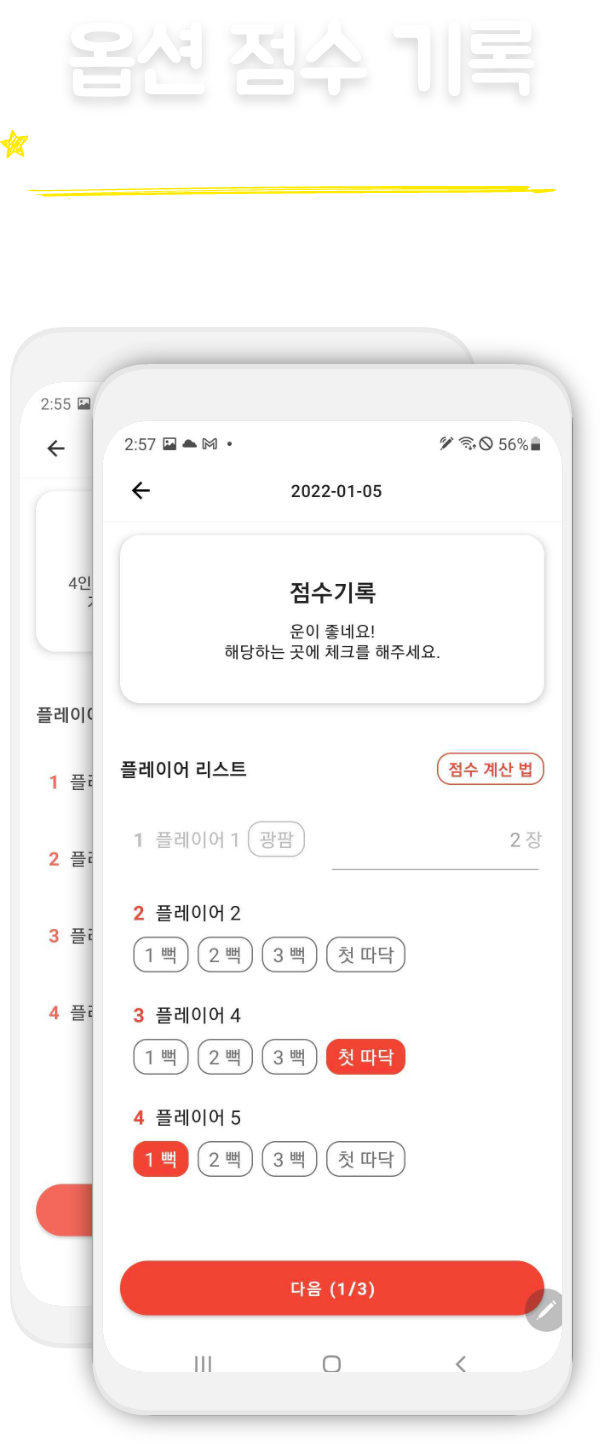 옵션 점수 기록
2:55
4인
플레이어
1 플레
2 플레
3 플레
4 플레
2:57
56%
2022-01-05
점수기록
운이 좋네요!
해당하는 곳에 체크를 해주세요.
플레이어 리스트
점수 계산 법
1 플레이어 1 광팜
2 장
2 플레이어 2
1 뻑 2 뻑 3 뻑 첫 따닥
3 플레이어 4
1 뻑 2 뻑 3 뻑 첫 따닥
4 플레이어 5
1 뻑 2 뻑 3 뻑 첫 따닥
다음 (1/3)